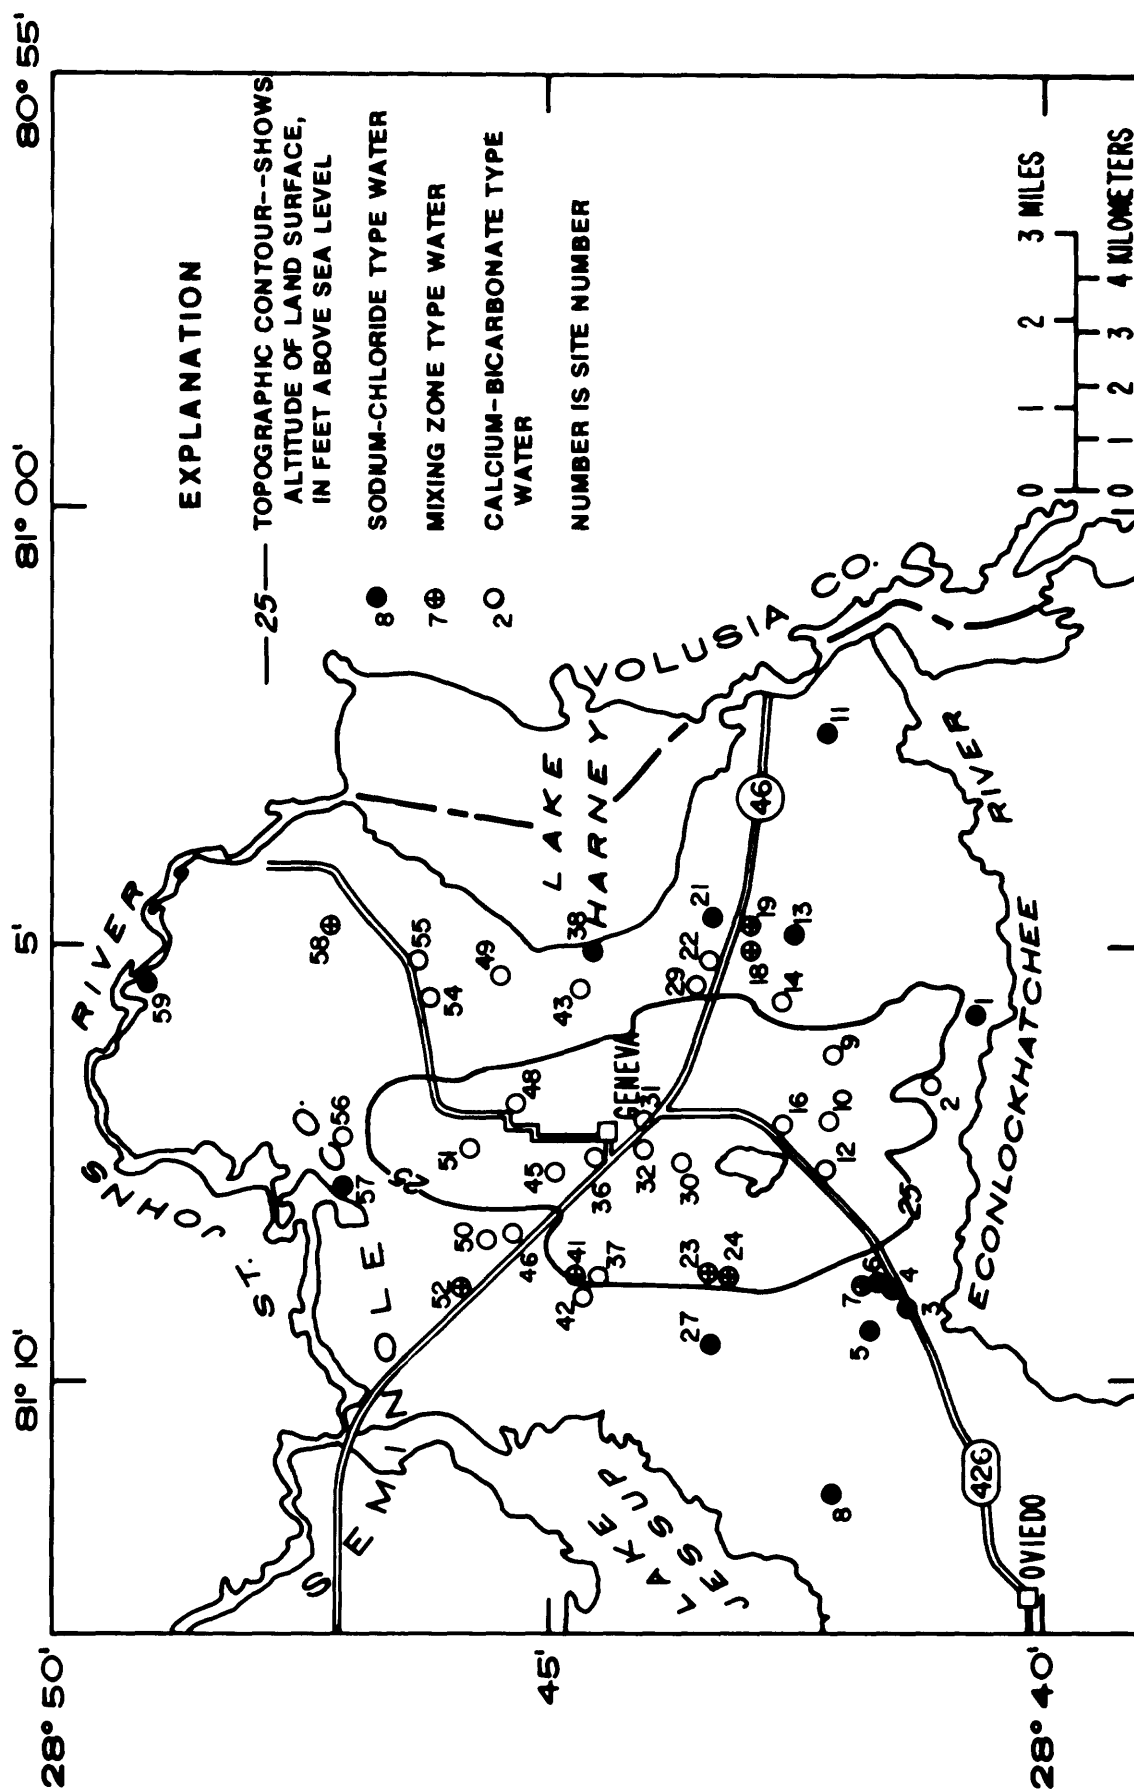 28° 50'
45'
28° 40'
81° 10'
5'
81° 00'
80° 55'
EXPLANATION
—25— TOPOGRAPHIC CONTOUR--SHOWS
ALTITUDE OF LAND SURFACE,
IN FEET ABOVE SEA LEVEL
8 SODIUM-CHLORIDE TYPE WATER
7 MIXING ZONE TYPE WATER
2 CALCIUM-BICARBONATE TYPE
WATER
NUMBER IS SITE NUMBER
ST. JOHNS RIVER
SEMINOLE CO.
LAKE
JESSUP
LAKE
HARNEY
VOLUSIA CO.
ECONLOCKHATCHEE RIVER
GENEVA
OVIEDO
46
426
25
25
59
58
57
56
55
54
52
51
50
49
48
46
45
43
42
41
38
37
36
32
31
30
29
27
24
23
22
21
19
18
16
14
13
12
11
10
9
8
7
6
5
4
3
2
1
0 1 2 3 MILES
0 1 2 3 4 KILOMETERS